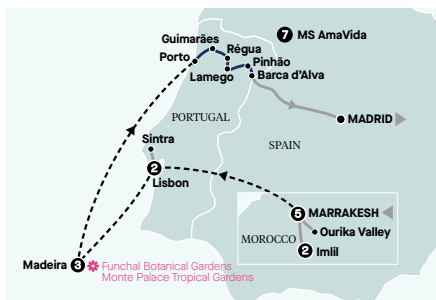 7 MS AmaVida
Guimarães
Porto
Régua
Lamego
Pinhão
Barca d'Alva
MADRID
PORTUGAL
SPAIN
Sintra
2
Lisbon
5 MARRAKESH
Ourika Valley
MOROCCO
2 Imlil
Madeira 3
Funchal Botanical Gardens
Monte Palace Tropical Gardens